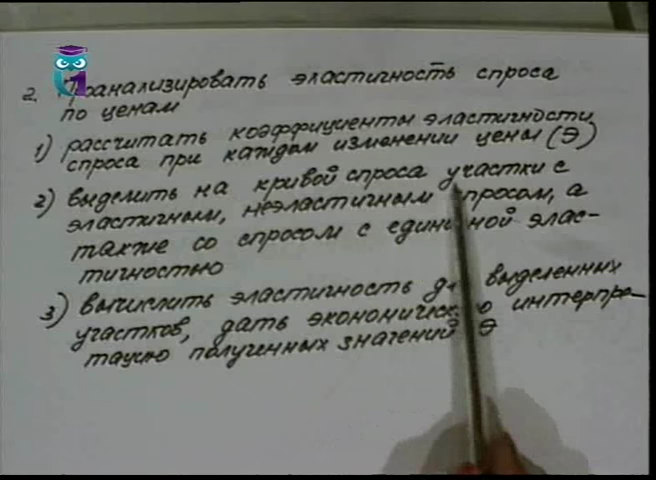 2. Проанализировать эластичность спроса
по ценам
1) рассчитать коэффициенты эластичности
спроса при каждом изменении цены (Э)
2) выделить на кривой спроса участки с
эластичным, неэластичным спросом, а
также со спросом с единичной элас-
тичностью
3) вычислить эластичность для выделенных
участков, дать экономическую интерпре-
тацию полученных значений Э
1